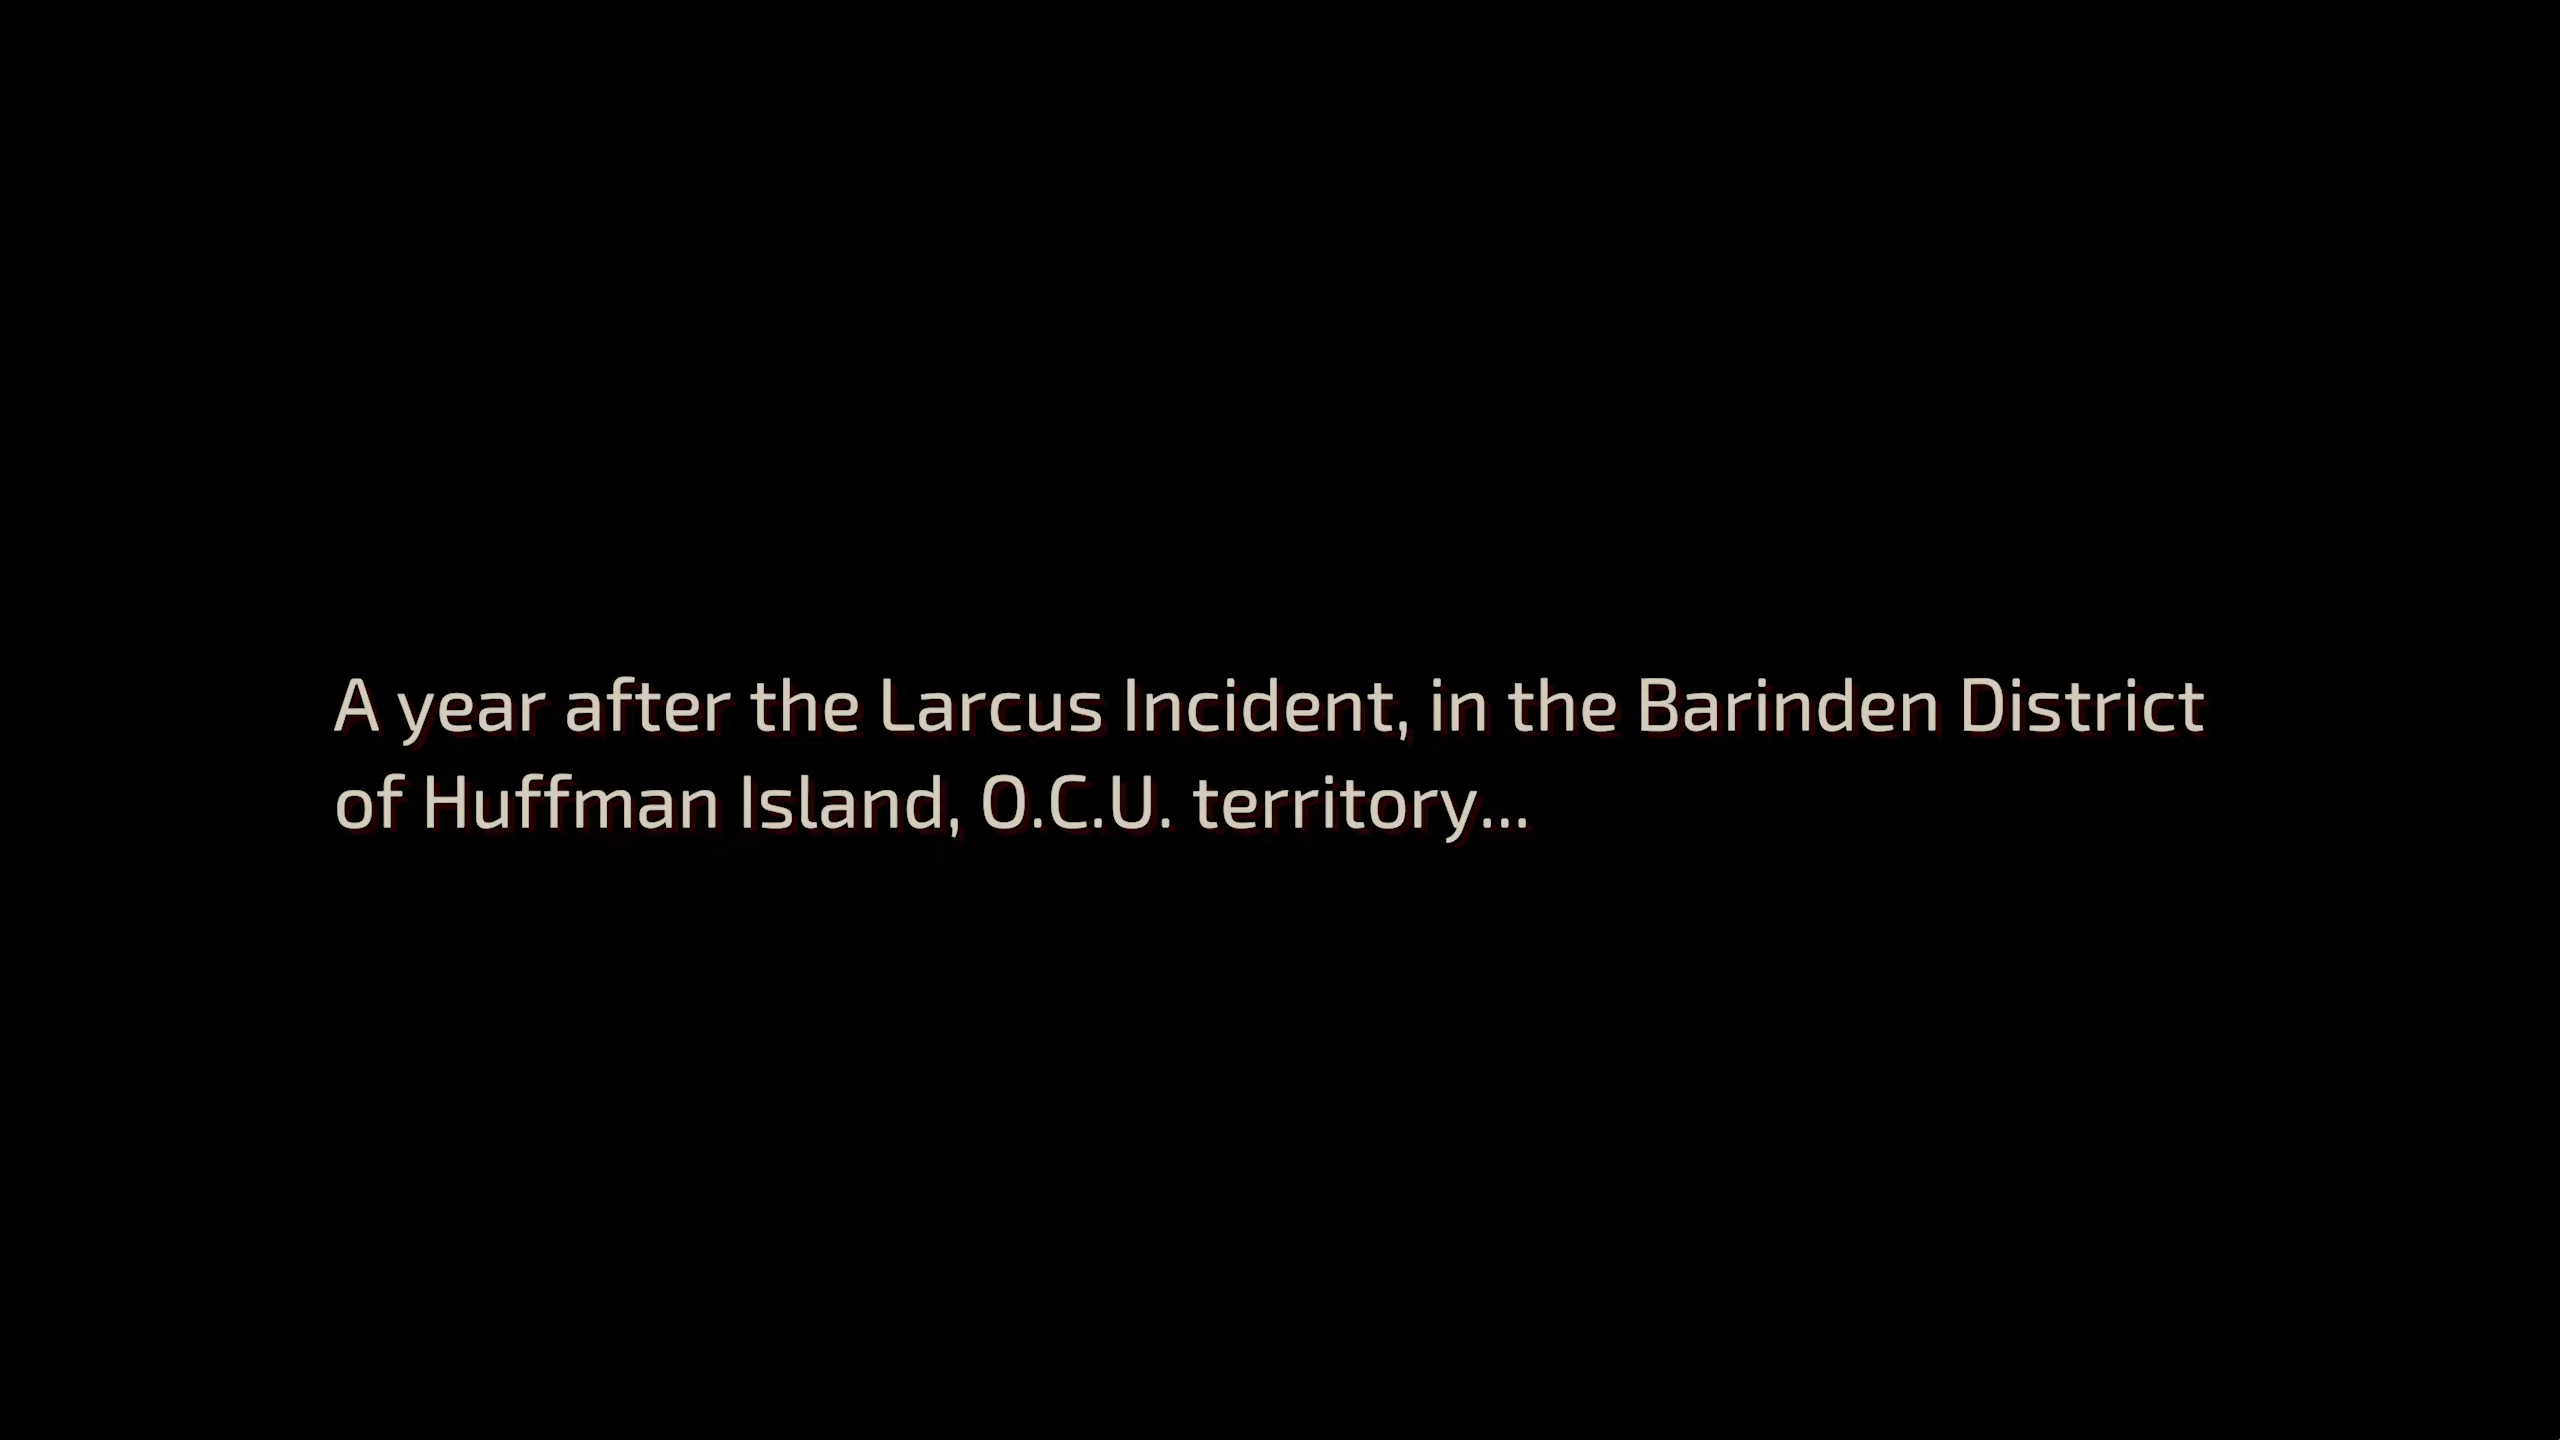 A year after the Larcus Incident, in the Barinden District
of Huffman Island, O.C.U. territory...